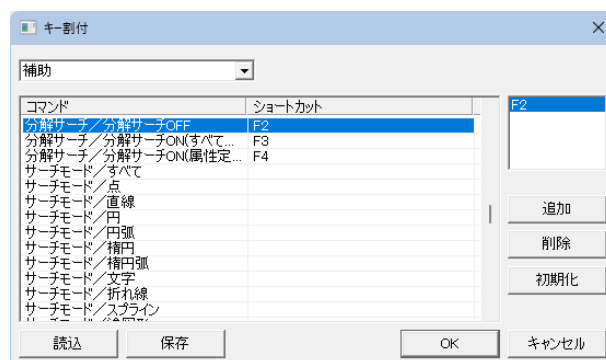 キー割付
補助
コマンド ショートカット
分解サーチ／分解サーチOFF F2
分解サーチ／分解サーチON(すべて... F3
分解サーチ／分解サーチON(属性定... F4
サーチモード／すべて
サーチモード／点
サーチモード／直線
サーチモード／円
サーチモード／円弧
サーチモード／楕円
サーチモード／楕円弧
サーチモード／文字
サーチモード／折れ線
サーチモード／スプライン
F2
追加
削除
初期化
読込 保存 OK キャンセル